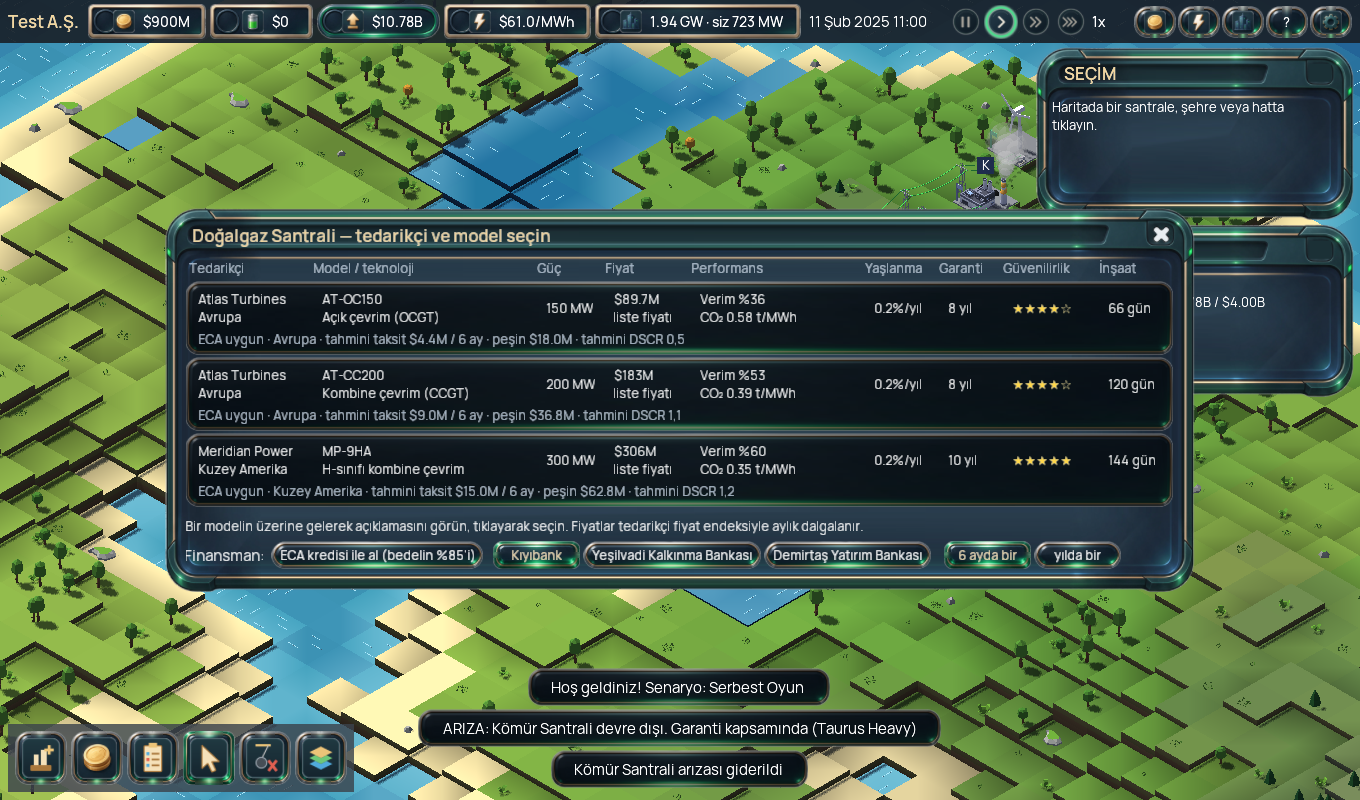 Test A.Ş. $900M $0 $10.78B $61.0/MWh 1.94 GW · siz 723 MW 11 Şub 2025 11:00 1x ?
SEÇİM
Haritada bir santrale, şehre veya hatta
tıklayın.
K
Doğalgaz Santrali — tedarikçi ve model seçin
Tedarikçi Model / teknoloji Güç Fiyat Performans Yaşlanma Garanti Güvenilirlik İnşaat
Atlas Turbines AT-OC150 $89.7M Verim %36
150 MW 0.2%/yıl 8 yıl ★★★★☆ 66 gün
Avrupa Açık çevrim (OCGT) liste fiyatı CO₂ 0.58 t/MWh
ECA uygun · Avrupa · tahmini taksit $4.4M / 6 ay · peşin $18.0M · tahmini DSCR 0,5
Atlas Turbines AT-CC200 $183M Verim %53
200 MW 0.2%/yıl 8 yıl ★★★★☆ 120 gün
Avrupa Kombine çevrim (CCGT) liste fiyatı CO₂ 0.39 t/MWh
ECA uygun · Avrupa · tahmini taksit $9.0M / 6 ay · peşin $36.8M · tahmini DSCR 1,1
Meridian Power MP-9HA $306M Verim %60
300 MW 0.2%/yıl 10 yıl ★★★★★ 144 gün
Kuzey Amerika H-sınıfı kombine çevrim liste fiyatı CO₂ 0.35 t/MWh
ECA uygun · Kuzey Amerika · tahmini taksit $15.0M / 6 ay · peşin $62.8M · tahmini DSCR 1,2
Bir modelin üzerine gelerek açıklamasını görün, tıklayarak seçin. Fiyatlar tedarikçi fiyat endeksiyle aylık dalgalanır.
Finansman: ECA kredisi ile al (bedelin %85'i) Kıyıbank Yeşilvadi Kalkınma Bankası Demirtaş Yatırım Bankası 6 ayda bir yılda bir
8B / $4.00B
Hoş geldiniz! Senaryo: Serbest Oyun
ARIZA: Kömür Santrali devre dışı. Garanti kapsamında (Taurus Heavy)
Kömür Santrali arızası giderildi